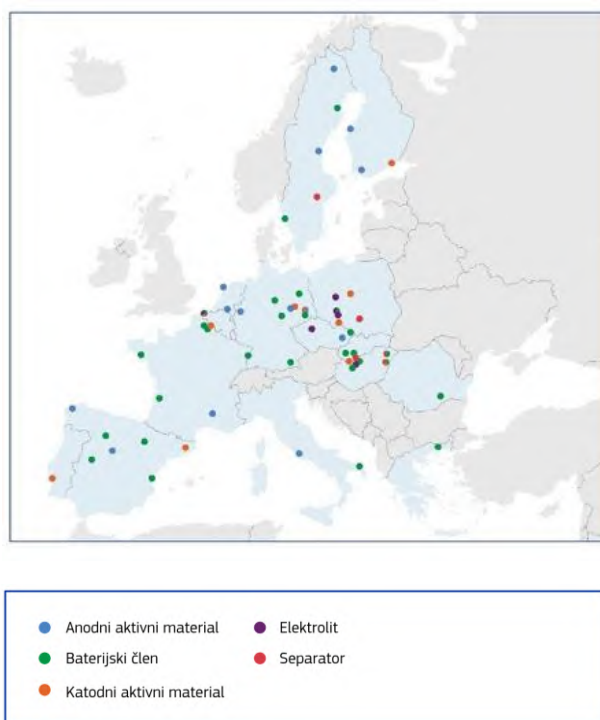 Anodni aktivni material
Baterijski člen
Katodni aktivni material
Elektrolit
Separator